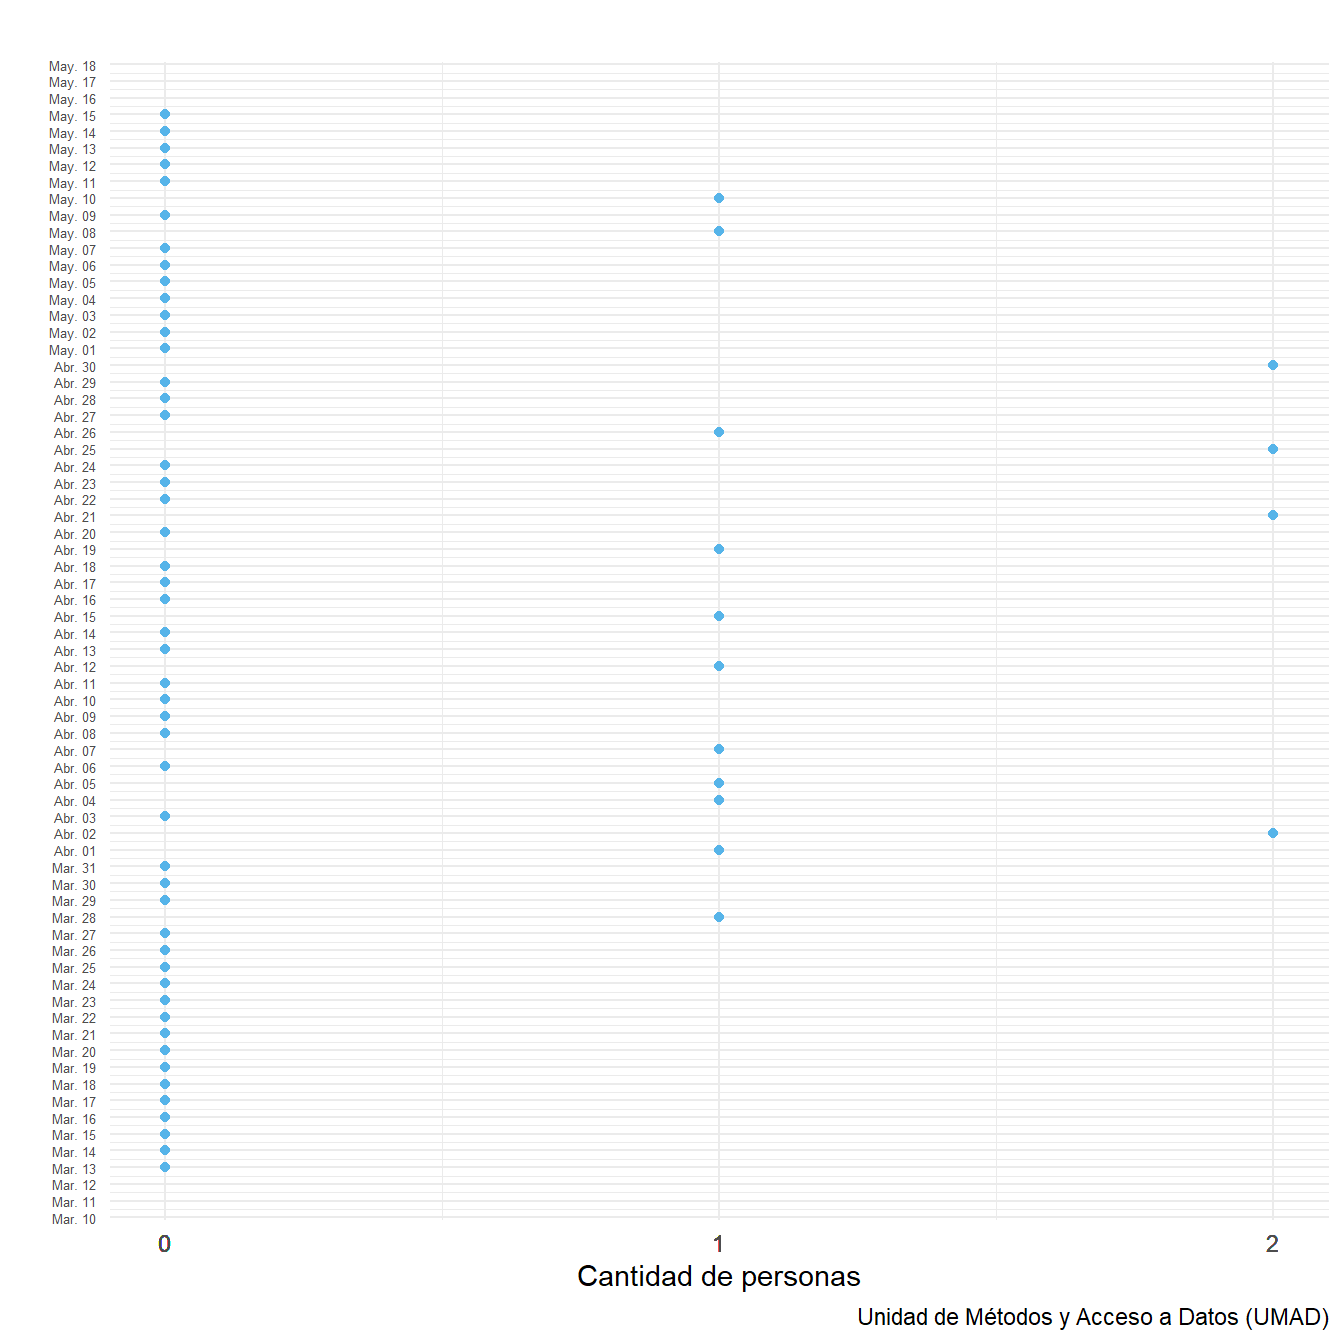 May. 18
May. 17
May. 16
May. 15
May. 14
May. 13
May. 12
May. 11
May. 10
May. 09
May. 08
May. 07
May. 06
May. 05
May. 04
May. 03
May. 02
May. 01
Abr. 30
Abr. 29
Abr. 28
Abr. 27
Abr. 26
Abr. 25
Abr. 24
Abr. 23
Abr. 22
Abr. 21
Abr. 20
Abr. 19
Abr. 18
Abr. 17
Abr. 16
Abr. 15
Abr. 14
Abr. 13
Abr. 12
Abr. 11
Abr. 10
Abr. 09
Abr. 08
Abr. 07
Abr. 06
Abr. 05
Abr. 04
Abr. 03
Abr. 02
Abr. 01
Mar. 31
Mar. 30
Mar. 29
Mar. 28
Mar. 27
Mar. 26
Mar. 25
Mar. 24
Mar. 23
Mar. 22
Mar. 21
Mar. 20
Mar. 19
Mar. 18
Mar. 17
Mar. 16
Mar. 15
Mar. 14
Mar. 13
Mar. 12
Mar. 11
Mar. 10
0 1 2
Cantidad de personas
Unidad de Métodos y Acceso a Datos (UMAD)